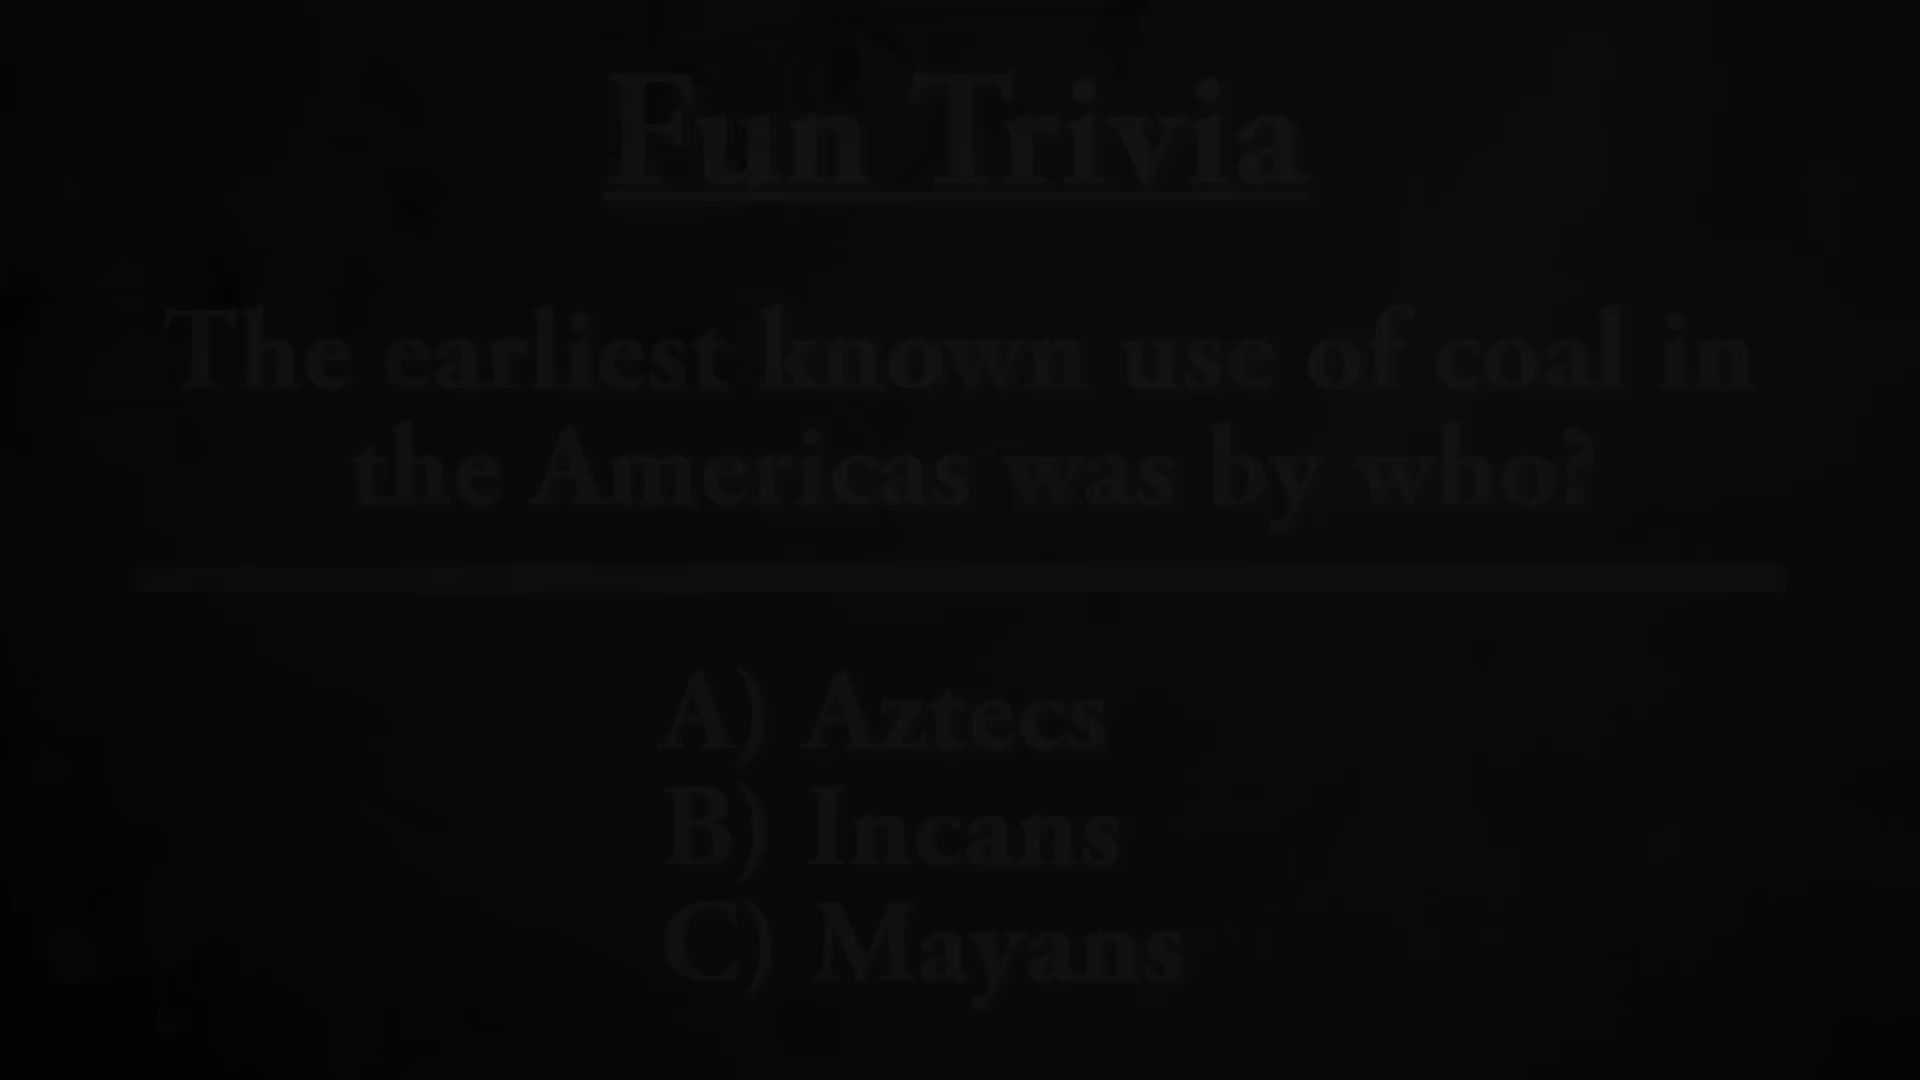 Fun Trivia
The earliest known use of coal in
the Americas was by who?
A) Aztecs
B) Incans
C) Mayans